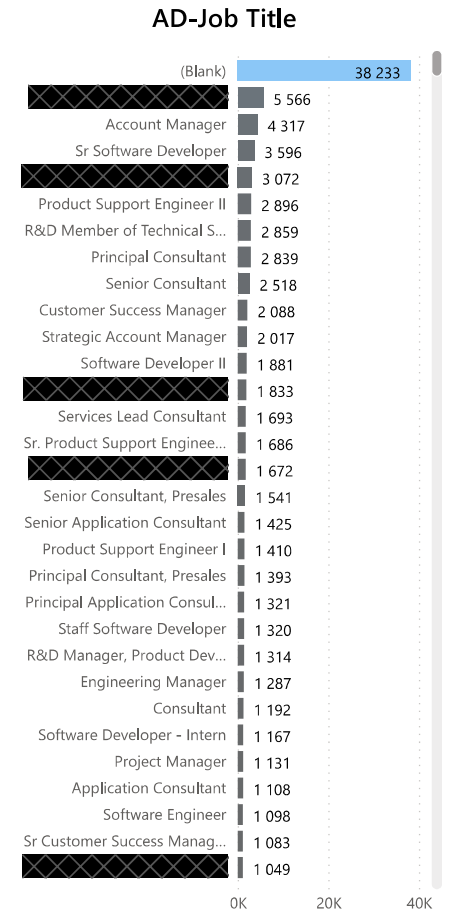 AD-Job Title
(Blank) 38 233
5 566
Account Manager 4 317
Sr Software Developer 3 596
3 072
Product Support Engineer II 2 896
R&D Member of Technical S... 2 859
Principal Consultant 2 839
Senior Consultant 2 518
Customer Success Manager 2 088
Strategic Account Manager 2 017
Software Developer II 1 881
1 833
Services Lead Consultant 1 693
Sr. Product Support Enginee... 1 686
1 672
Senior Consultant, Presales 1 541
Senior Application Consultant 1 425
Product Support Engineer I 1 410
Principal Consultant, Presales 1 393
Principal Application Consul... 1 321
Staff Software Developer 1 320
R&D Manager, Product Dev... 1 314
Engineering Manager 1 287
Consultant 1 192
Software Developer - Intern 1 167
Project Manager 1 131
Application Consultant 1 108
Software Engineer 1 098
Sr Customer Success Manag... 1 083
1 049
0K 20K 40K